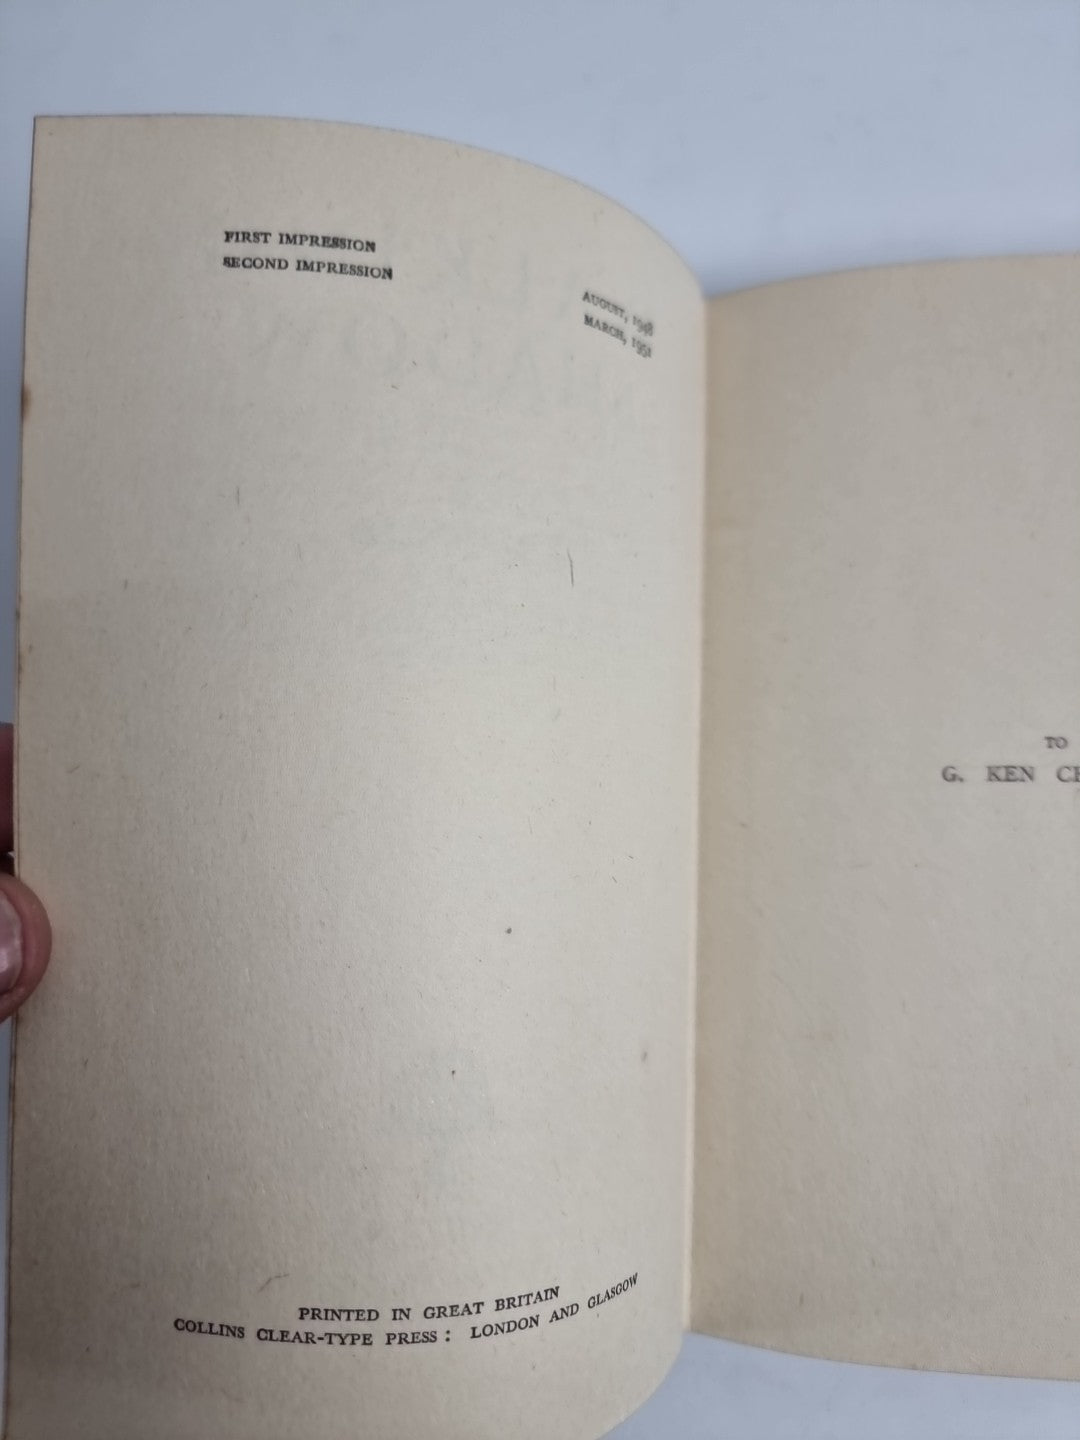 FIRST IMPRESSION AUGUST, 1948
SECOND IMPRESSION MARCH, 1951
PRINTED IN GREAT BRITAIN
COLLINS CLEAR-TYPE PRESS : LONDON AND GLASGOW
TO
G. KEN